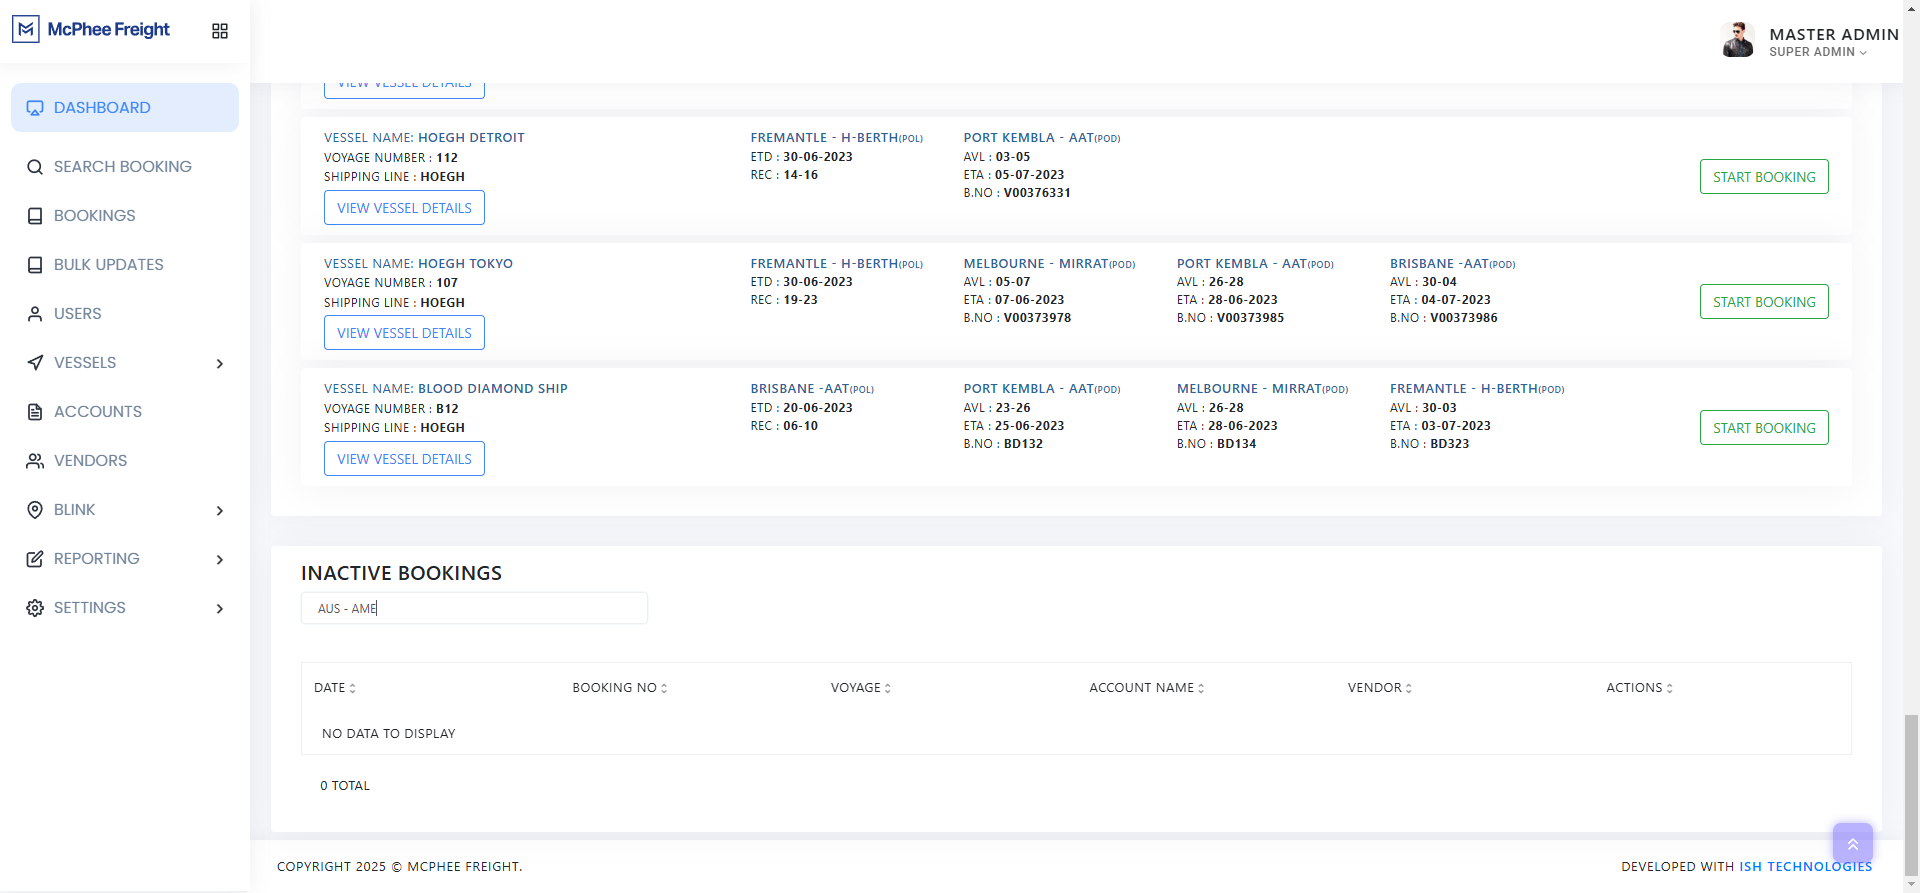 McPhee Freight
MASTER ADMIN
SUPER ADMIN
DASHBOARD
SEARCH BOOKING
BOOKINGS
BULK UPDATES
USERS
VESSELS
ACCOUNTS
VENDORS
BLINK
REPORTING
SETTINGS
VIEW VESSEL DETAILS
VESSEL NAME: HOEGH DETROIT
VOYAGE NUMBER : 112
SHIPPING LINE : HOEGH
VIEW VESSEL DETAILS
FREMANTLE - H-BERTH(POL)
ETD : 30-06-2023
REC : 14-16
PORT KEMBLA - AAT(POD)
AVL : 03-05
ETA : 05-07-2023
B.NO : V00376331
START BOOKING
VESSEL NAME: HOEGH TOKYO
VOYAGE NUMBER : 107
SHIPPING LINE : HOEGH
VIEW VESSEL DETAILS
FREMANTLE - H-BERTH(POL)
ETD : 30-06-2023
REC : 19-23
MELBOURNE - MIRRAT(POD)
AVL : 05-07
ETA : 07-06-2023
B.NO : V00373978
PORT KEMBLA - AAT(POD)
AVL : 26-28
ETA : 28-06-2023
B.NO : V00373985
BRISBANE -AAT(POD)
AVL : 30-04
ETA : 04-07-2023
B.NO : V00373986
START BOOKING
VESSEL NAME: BLOOD DIAMOND SHIP
VOYAGE NUMBER : B12
SHIPPING LINE : HOEGH
VIEW VESSEL DETAILS
BRISBANE -AAT(POL)
ETD : 20-06-2023
REC : 06-10
PORT KEMBLA - AAT(POD)
AVL : 23-26
ETA : 25-06-2023
B.NO : BD132
MELBOURNE - MIRRAT(POD)
AVL : 26-28
ETA : 28-06-2023
B.NO : BD134
FREMANTLE - H-BERTH(POD)
AVL : 30-03
ETA : 03-07-2023
B.NO : BD323
START BOOKING
INACTIVE BOOKINGS
AUS - AME
DATE BOOKING NO VOYAGE ACCOUNT NAME VENDOR ACTIONS
NO DATA TO DISPLAY
0 TOTAL
COPYRIGHT 2025 © MCPHEE FREIGHT.
DEVELOPED WITH ISH TECHNOLOGIES